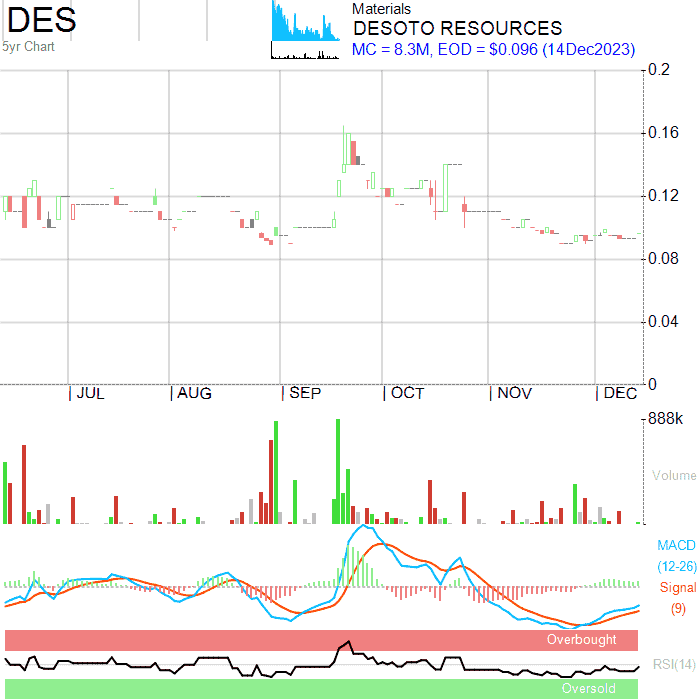 DES
5yr Chart
Materials
DESOTO RESOURCES
MC = 8.3M, EOD = $0.096 (14Dec2023)
0.2
0.16
0.12
0.08
0.04
0
JUL AUG SEP OCT NOV DEC
888k
Volume
MACD
(12-26)
Signal
(9)
Overbought
RSI(14)
Oversold